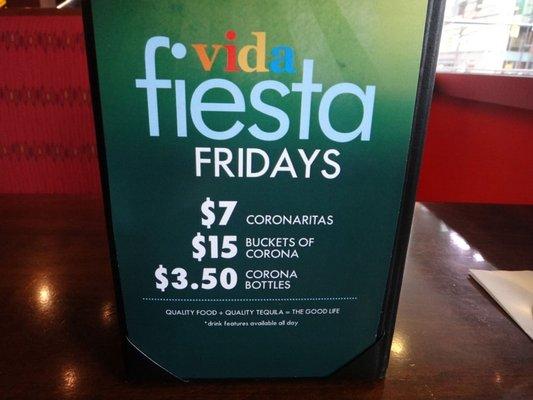 vida
fiesta
FRIDAYS
$7 CORONARITAS
$15 BUCKETS OF CORONA
$3.50 CORONA BOTTLES
QUALITY FOOD + QUALITY TEQUILA = THE GOOD LIFE
*drink features available all day